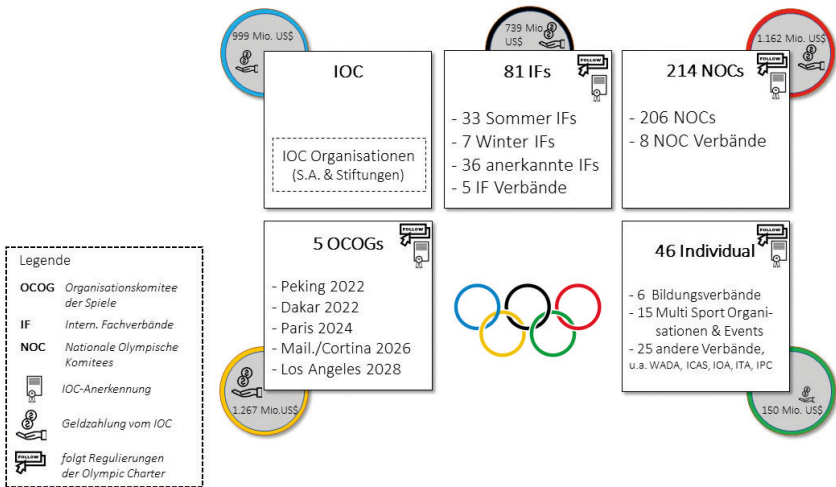 999 Mio. US$
IOC
IOC Organisationen
(S.A. & Stiftungen)
739 Mio.
US$
81 IFs
FOLLOW
- 33 Sommer IFs
- 7 Winter IFs
- 36 anerkannte IFs
- 5 IF Verbände
1.162 Mio. US$
214 NOCs
FOLLOW
- 206 NOCs
- 8 NOC Verbände
5 OCOGs
FOLLOW
- Peking 2022
- Dakar 2022
- Paris 2024
- Mail./Cortina 2026
- Los Angeles 2028
1.267 Mio.US$
46 Individual
FOLLOW
- 6 Bildungsverbände
- 15 Multi Sport Organi-
sationen & Events
- 25 andere Verbände,
u.a. WADA, ICAS, IOA, ITA, IPC
150 Mio. US$
Legende
OCOG Organisationskomitee
der Spiele
IF Intern. Fachverbände
NOC Nationale Olympische
Komitees
IOC-Anerkennung
Geldzahlung vom IOC
FOLLOW folgt Regulierungen
der Olympic Charter